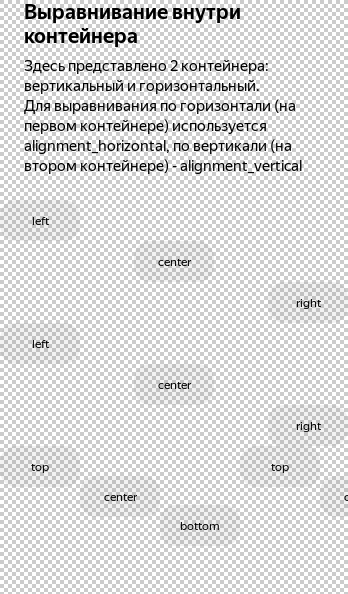 Выравнивание внутри
контейнера
Здесь представлено 2 контейнера:
вертикальный и горизонтальный.
Для выравнивания по горизонтали (на
первом контейнере) используется
alignment_horizontal, по вертикали (на
втором контейнере) - alignment_vertical
left
center
right
left
center
right
top
top
center
bottom